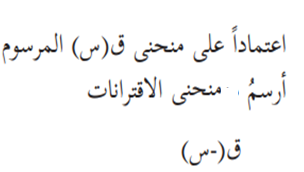 اعتماداً على منحنى ق(س) المرسوم
أرسمُ . منحنى الاقترانات
ق(-س)